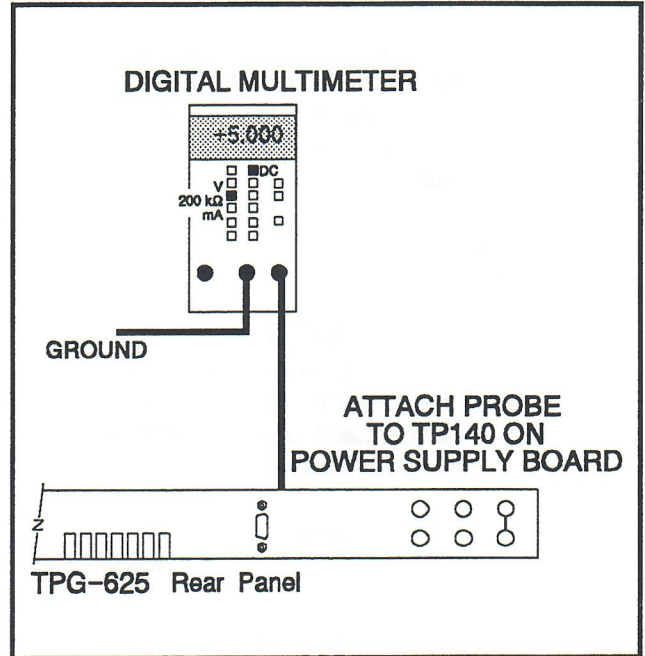 DIGITAL MULTIMETER
+5.000
DC
V
200 kΩ
mA
GROUND
ATTACH PROBE
TO TP140 ON
POWER SUPPLY BOARD
Z
TPG-625 Rear Panel